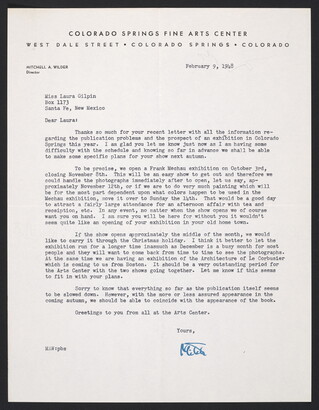 COLORADO SPRINGS FINE ARTS CENTER
WEST DALE STREET • COLORADO SPRINGS • COLORADO
MITCHELL A. WILDER
Director
February 9, 1948
Miss Laura Gilpin
Box 1173
Santa Fe, New Mexico
Dear Laura:
Thanks so much for your recent letter with all the information re-
garding the publication problems and the prospect of an exhibition in Colorado
Springs this year. I am glad you let me know just now as I am having some
difficulty with the schedule and knowing so far in advance we shall be able
to make some specific plans for your show next autumn.
To be precise, we open a Frank Mechau exhibition on October 3rd,
closing November 8th. This will be an easy show to get out and therefore we
could handle the photographs immediately after to open, let us say, ap-
proximately November 12th, or if we are to do very much painting which will
be for the most part dependent upon what colors happen to be used in the
Mechau exhibition, move it over to Sunday the 14th. That would be a good day
to attract a fairly large attendance for an afternoon affair with tea and
reception, etc. In any event, no matter when the show opens we of course
want you on hand. I am sure you will be here for without you it wouldn't
seem quite like an opening of your exhibition in your old home town.
If the show opens approximately the middle of the month, we would
like to carry it through the Christmas holiday. I think it better to let the
exhibition run for a longer time inasmuch as December is a busy month for most
people and they will want to come back from time to time to see the photographs.
At the same time we are having an exhibition of the Architecture of Le Corbusier
which is coming to us from Boston. It should be a very outstanding period for
the Arts Center with the two shows going together. Let me know if this seems
to fit in with your plans.
Sorry to know that everything so far as the publication itself seems
to be slowed down. However, with the more or less assured appearance in the
coming autumn, we should be able to coincide with the appearance of the book.
Greetings to you from all at the Arts Center.
Yours,